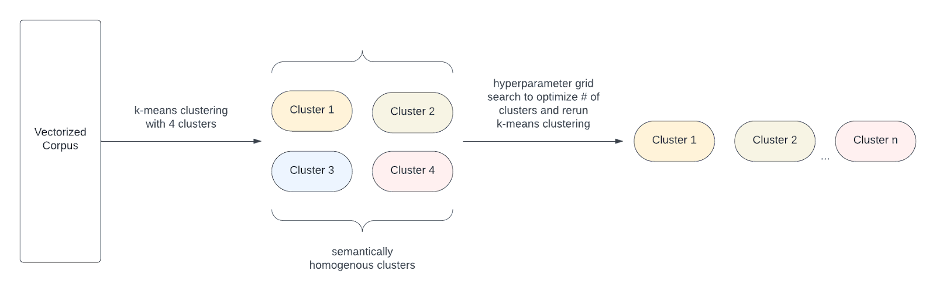 Vectorized
Corpus
k-means clustering
with 4 clusters
Cluster 1
Cluster 2
Cluster 3
Cluster 4
semantically
homogenous clusters
hyperparameter grid
search to optimize # of
clusters and rerun
k-means clustering
Cluster 1
Cluster 2
...
Cluster n